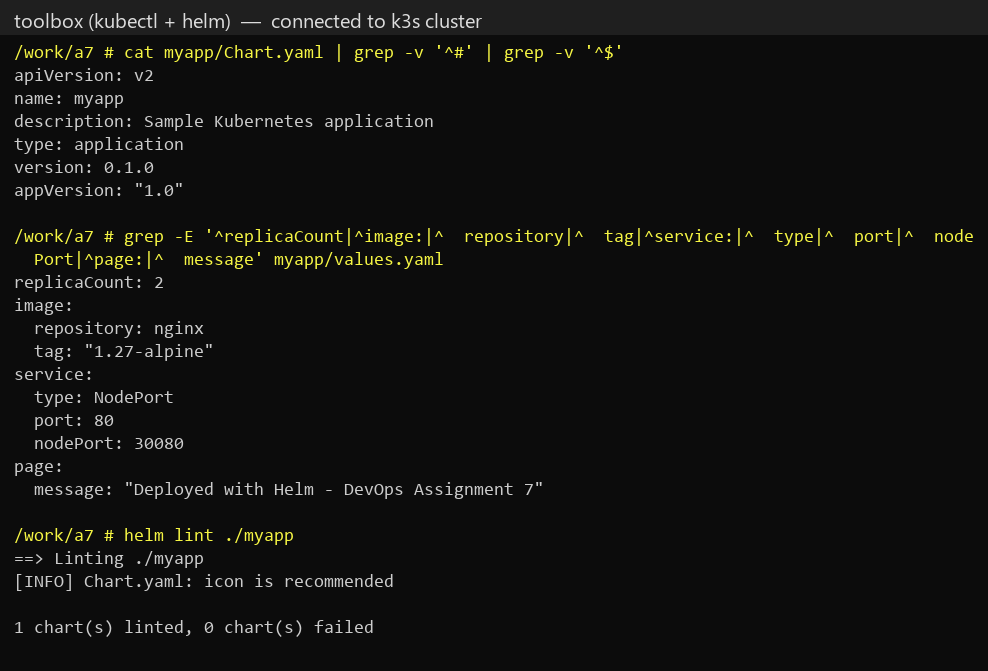 toolbox (kubectl + helm)  —  connected to k3s cluster
/work/a7 # cat myapp/Chart.yaml | grep -v '^#' | grep -v '^$'
apiVersion: v2
name: myapp
description: Sample Kubernetes application
type: application
version: 0.1.0
appVersion: "1.0"

/work/a7 # grep -E '^replicaCount|^image:|^  repository|^  tag|^service:|^  type|^  port|^  node
  Port|^page:|^  message' myapp/values.yaml
replicaCount: 2
image:
  repository: nginx
  tag: "1.27-alpine"
service:
  type: NodePort
  port: 80
  nodePort: 30080
page:
  message: "Deployed with Helm - DevOps Assignment 7"

/work/a7 # helm lint ./myapp
==> Linting ./myapp
[INFO] Chart.yaml: icon is recommended

1 chart(s) linted, 0 chart(s) failed